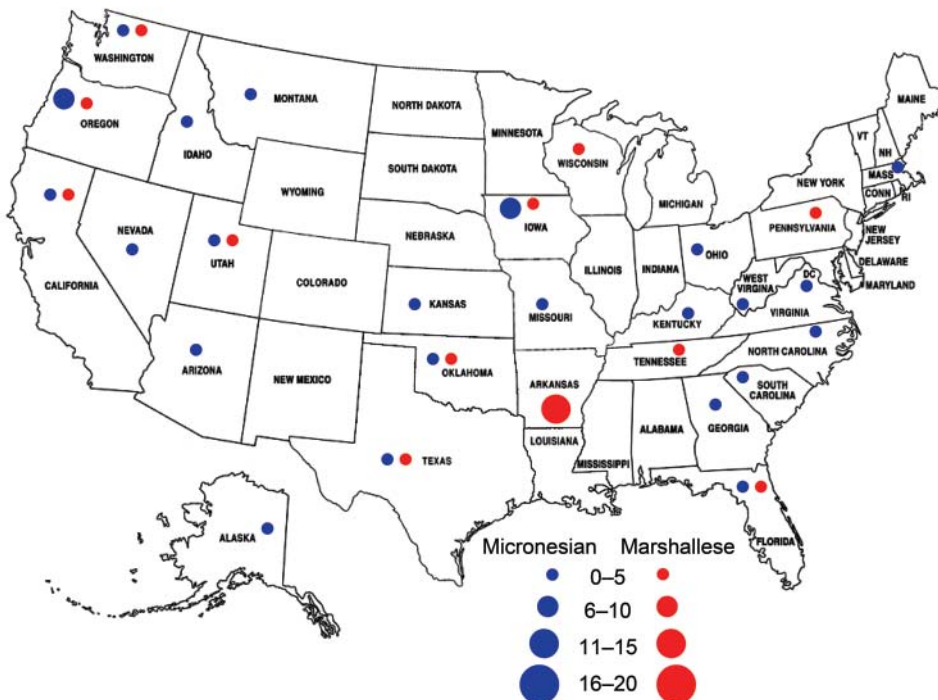 WASHINGTON
MONTANA
NORTH DAKOTA
MINNESOTA
MAINE
OREGON
IDAHO
SOUTH DAKOTA
WISCONSIN
VT
NH
WYOMING
MICHIGAN
NEW YORK
MASS
CONN
RI
NEVADA
NEBRASKA
IOWA
PENNSYLVANIA
NEW
JERSEY
UTAH
OHIO
CALIFORNIA
COLORADO
KANSAS
ILLINOIS
INDIANA
WEST
VIRGINIA
DC
DELAWARE
MARYLAND
MISSOURI
KENTUCKY
VIRGINIA
ARIZONA
NEW MEXICO
OKLAHOMA
ARKANSAS
TENNESSEE
NORTH CAROLINA
SOUTH
CAROLINA
TEXAS
LOUISIANA
MISSISSIPPI
ALABAMA
GEORGIA
ALASKA
FLORIDA
Micronesian Marshallese
0–5
6–10
11–15
16–20